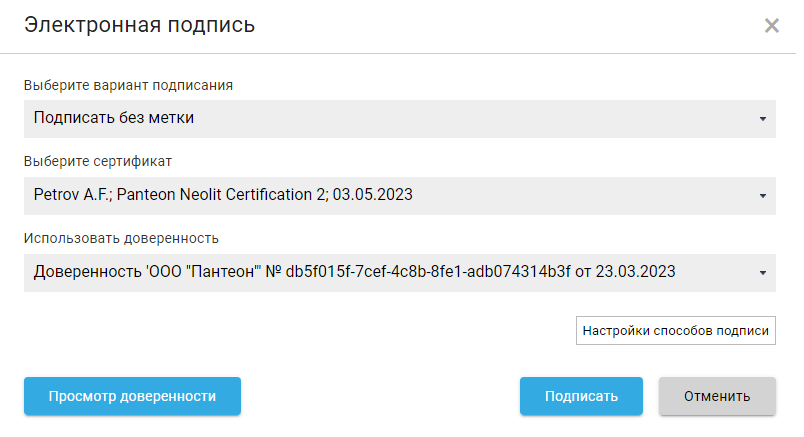 Электронная подпись
Выберите вариант подписания
Подписать без метки
Выберите сертификат
Petrov A.F.; Panteon Neolit Certification 2; 03.05.2023
Использовать доверенность
Доверенность 'ООО "Пантеон"' № db5f015f-7cef-4c8b-8fe1-adb074314b3f от 23.03.2023
Настройки способов подписи
Просмотр доверенности
Подписать
Отменить